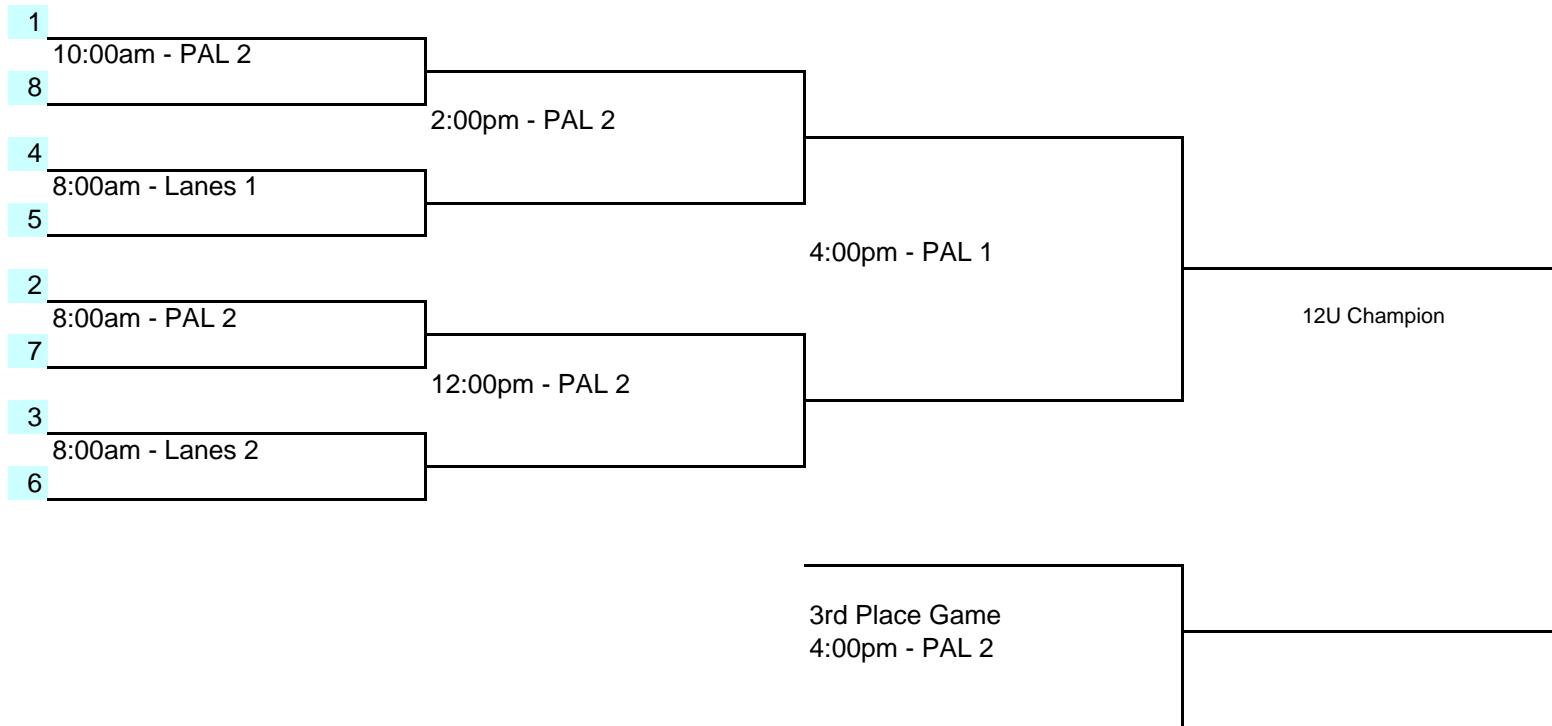 1
10:00am - PAL 2
8
2:00pm - PAL 2
4
8:00am - Lanes 1
5
4:00pm - PAL 1
2
8:00am - PAL 2
12U Champion
7
12:00pm - PAL 2
3
8:00am - Lanes 2
6
3rd Place Game
4:00pm - PAL 2